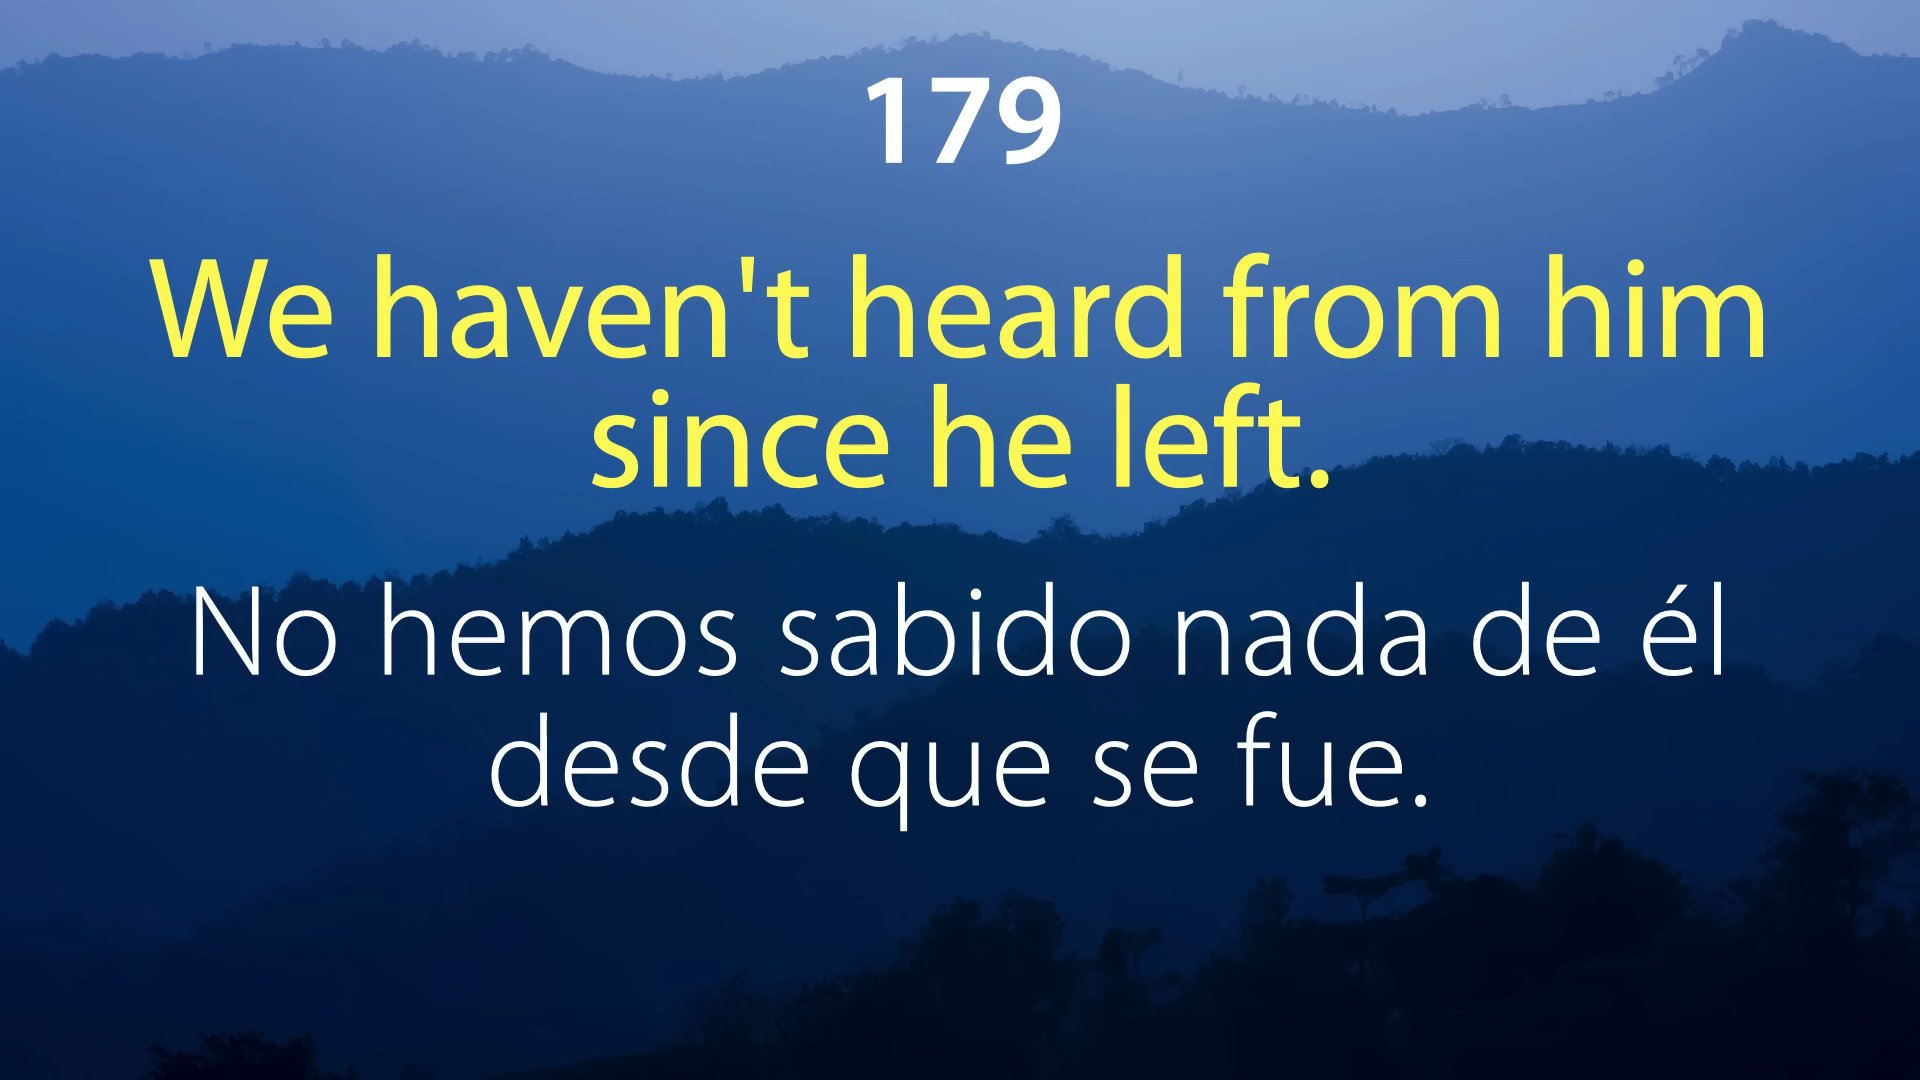 179
We haven't heard from him
since he left.
No hemos sabido nada de él
desde que se fue.